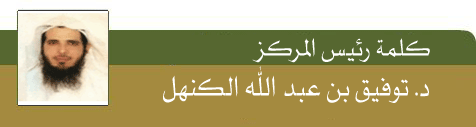 كلمة رئيس المركز
د. توفيق بن عبد الله الكنهل